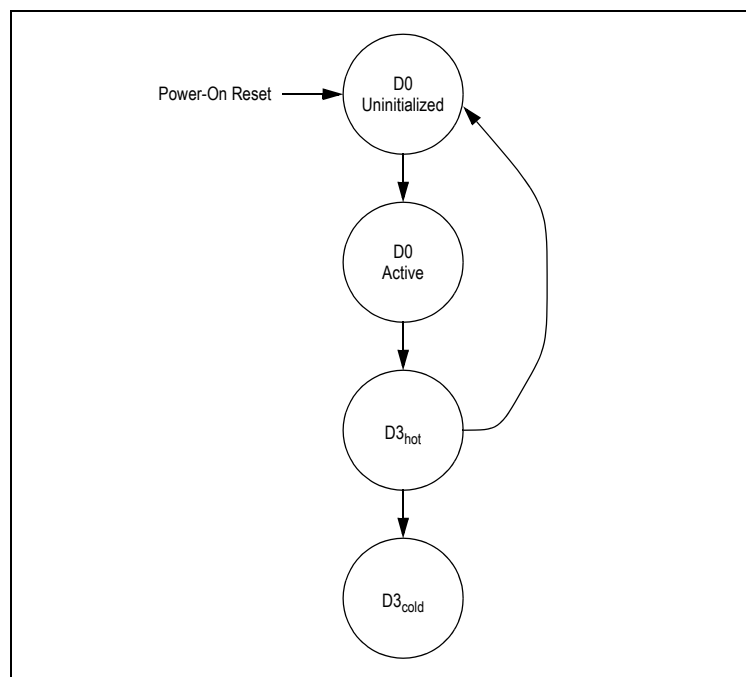 Power-On Reset
D0
Uninitialized
D0
Active
D3hot
D3cold